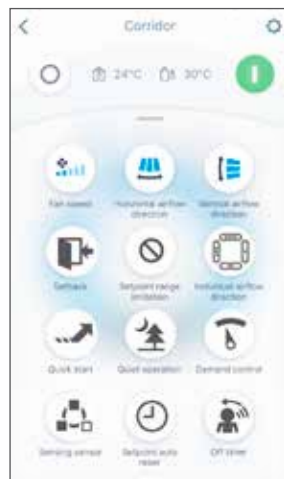 Corridor
24°C 30°C
Fan speed
Horizontal airflow
direction
Vertical airflow
direction
Setback
Setpoint range
limitation
Individual airflow
direction
Quick start
Quiet operation
Demand control
Sensing sensor
Setpoint auto
reset
Off timer